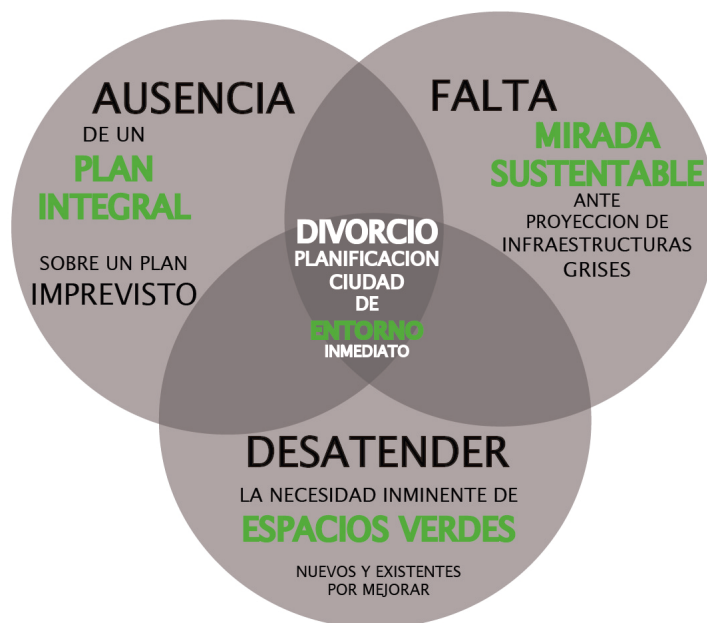 AUSENCIA
DE UN
PLAN
INTEGRAL
SOBRE UN PLAN
IMPREVISTO
FALTA
MIRADA
SUSTENTABLE
ANTE
PROYECCION DE
INFRAESTRUCTURAS
GRISES
DIVORCIO
PLANIFICACION
CIUDAD
DE
ENTORNO
INMEDIATO
DESATENDER
LA NECESIDAD INMINENTE DE
ESPACIOS VERDES
NUEVOS Y EXISTENTES
POR MEJORAR